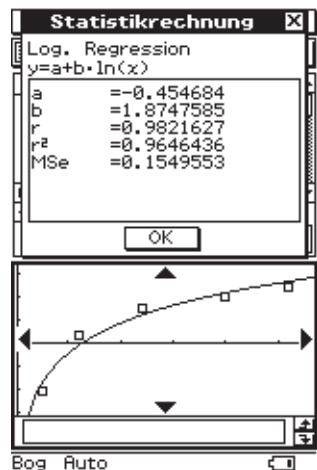 Statistikrechnung
Log. Regression
y=a+b·ln(x)
a =-0.454684
b =1.8747585
r =0.9821627
r² =0.9646436
MSe =0.1549553
OK
Bog Auto